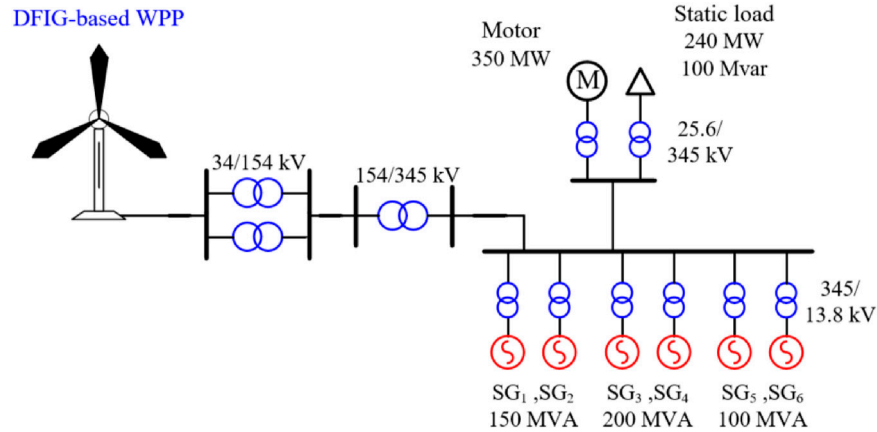 DFIG-based WPP
Motor
350 MW
Static load
240 MW
100 Mvar
M
25.6/
345 kV
34/154 kV
154/345 kV
345/
13.8 kV
SG₁ ,SG₂
150 MVA
SG₃ ,SG₄
200 MVA
SG₅ ,SG₆
100 MVA